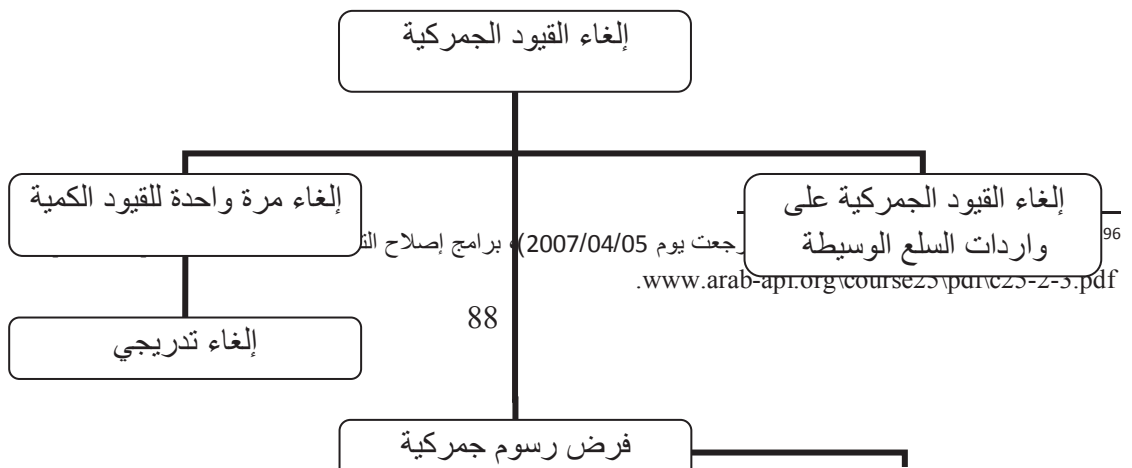 إلغاء القيود الجمركية
إلغاء القيود الجمركية على
واردات السلع الوسيطة
إلغاء مرة واحدة للقيود الكمية
96 رجعت يوم 2007/04/05)، برامج إصلاح
www.arab-api.org\course25\pdf\c25-2-3.pdf.
إلغاء تدريجي
88
فرض رسوم جمركية